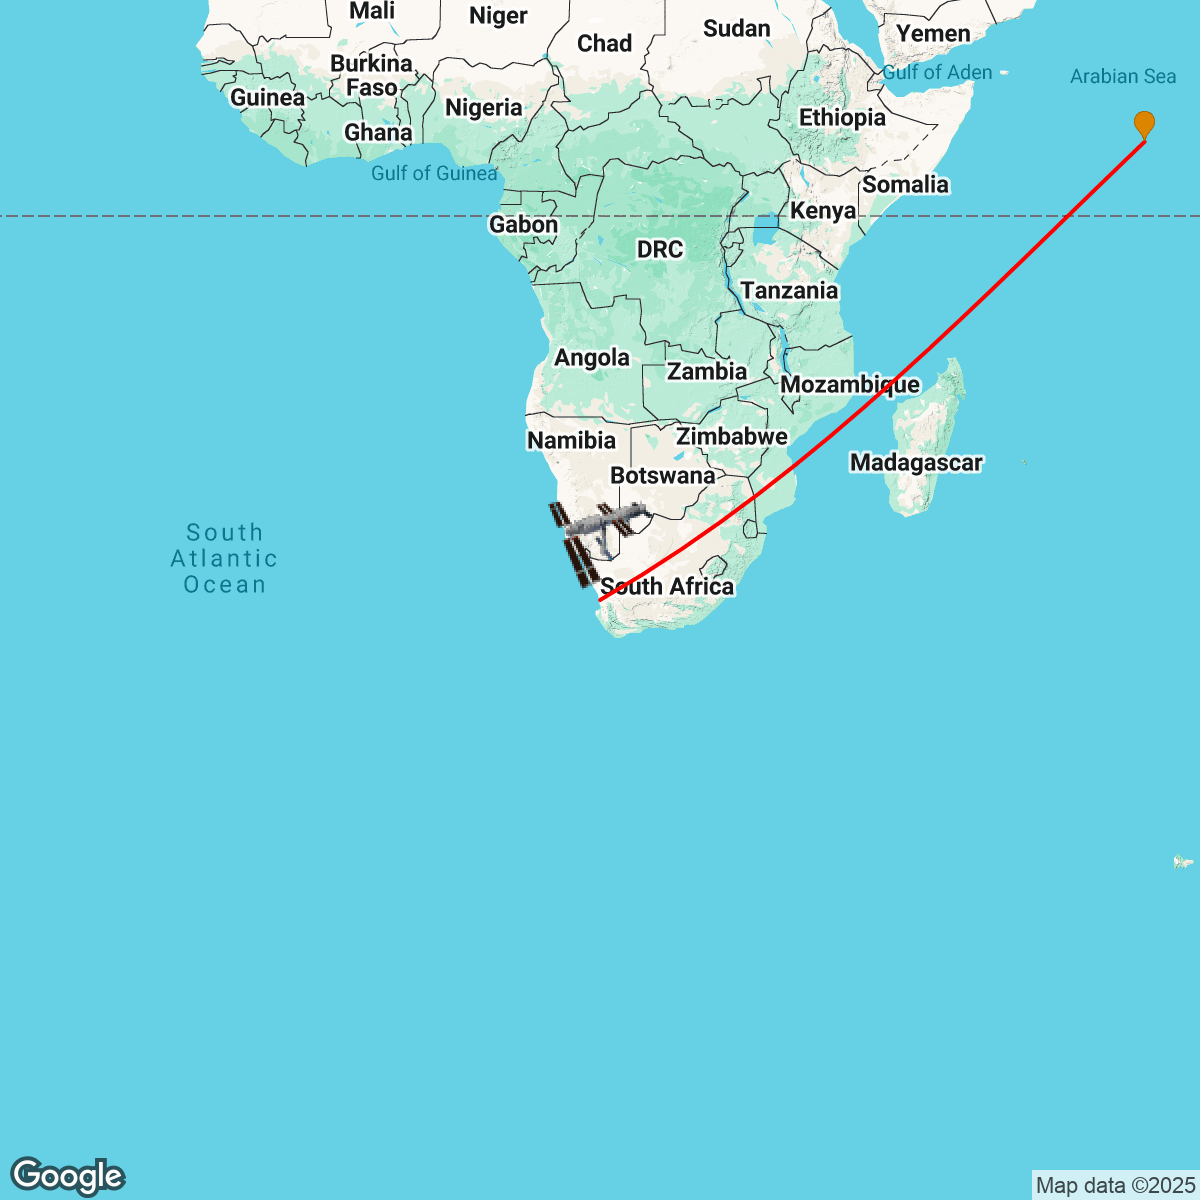 Mali
Niger
Chad
Sudan
Yemen
Burkina
Faso
Gulf of Aden
Arabian Sea
Guinea
Nigeria
Ethiopia
Ghana
Gulf of Guinea
Somalia
Kenya
Gabon
DRC
Tanzania
Angola
Zambia
Mozambique
Namibia
Zimbabwe
Madagascar
Botswana
South
Atlantic
Ocean
South Africa
Google
Map data ©2025